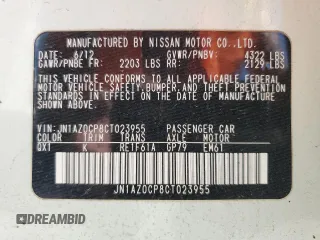 MANUFACTURED BY NISSAN MOTOR CO.,LTD.
DATE: 6/12 GVWR/PNBV: 4322 LBS
GAWR/PNBE FR: 2203 LBS RR: 2129 LBS
THIS VEHICLE CONFORMS TO ALL APPLICABLE FEDERAL
MOTOR VEHICLE SAFETY,BUMPER,AND THEFT
PREVENTION STANDARDS IN EFFECT ON THE DATE OF
MANUFACTURE SHOWN ABOVE.
VIN:JN1AZ0CP8CT023955 PASSENGER CAR
COLOR TRIM TRANS AXLE MOTOR
QX1 K RE1F61A GP79 EM61
JN1AZ0CP8CT023955
DREAMBID